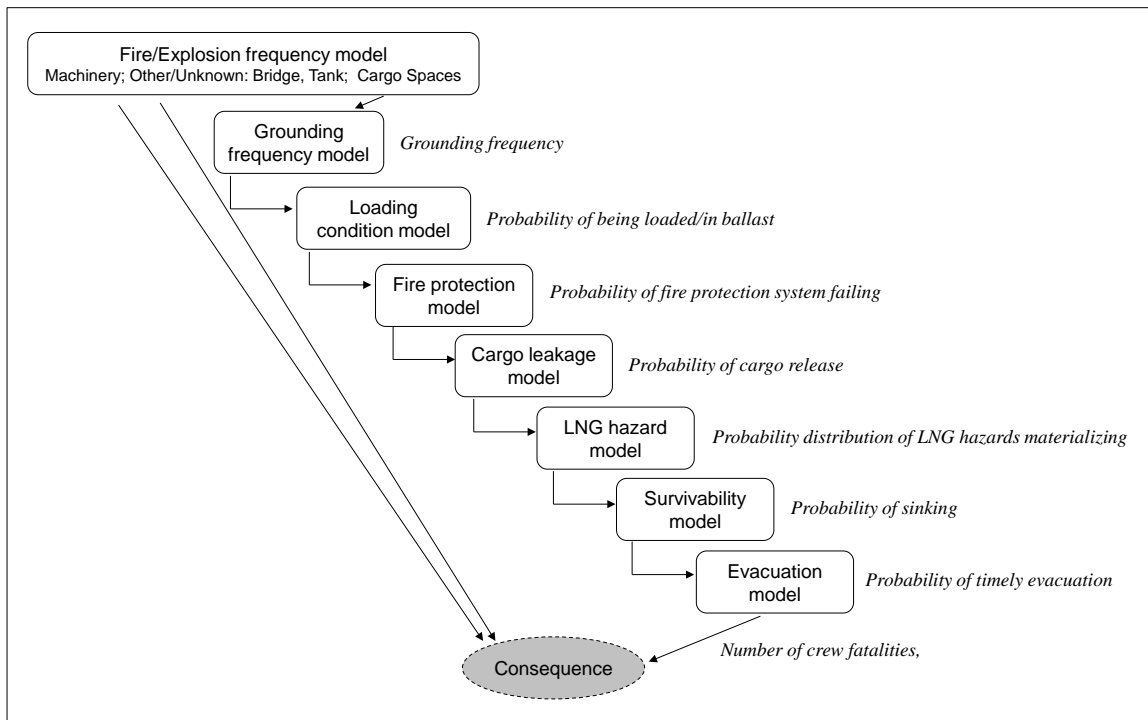 Fire/Explosion frequency model
Machinery; Other/Unknown: Bridge, Tank; Cargo Spaces
Grounding
frequency model
Grounding frequency
Loading
condition model
Probability of being loaded/in ballast
Fire protection
model
Probability of fire protection system failing
Cargo leakage
model
Probability of cargo release
LNG hazard
model
Probability distribution of LNG hazards materializing
Survivability
model
Probability of sinking
Evacuation
model
Probability of timely evacuation
Number of crew fatalities,
Consequence